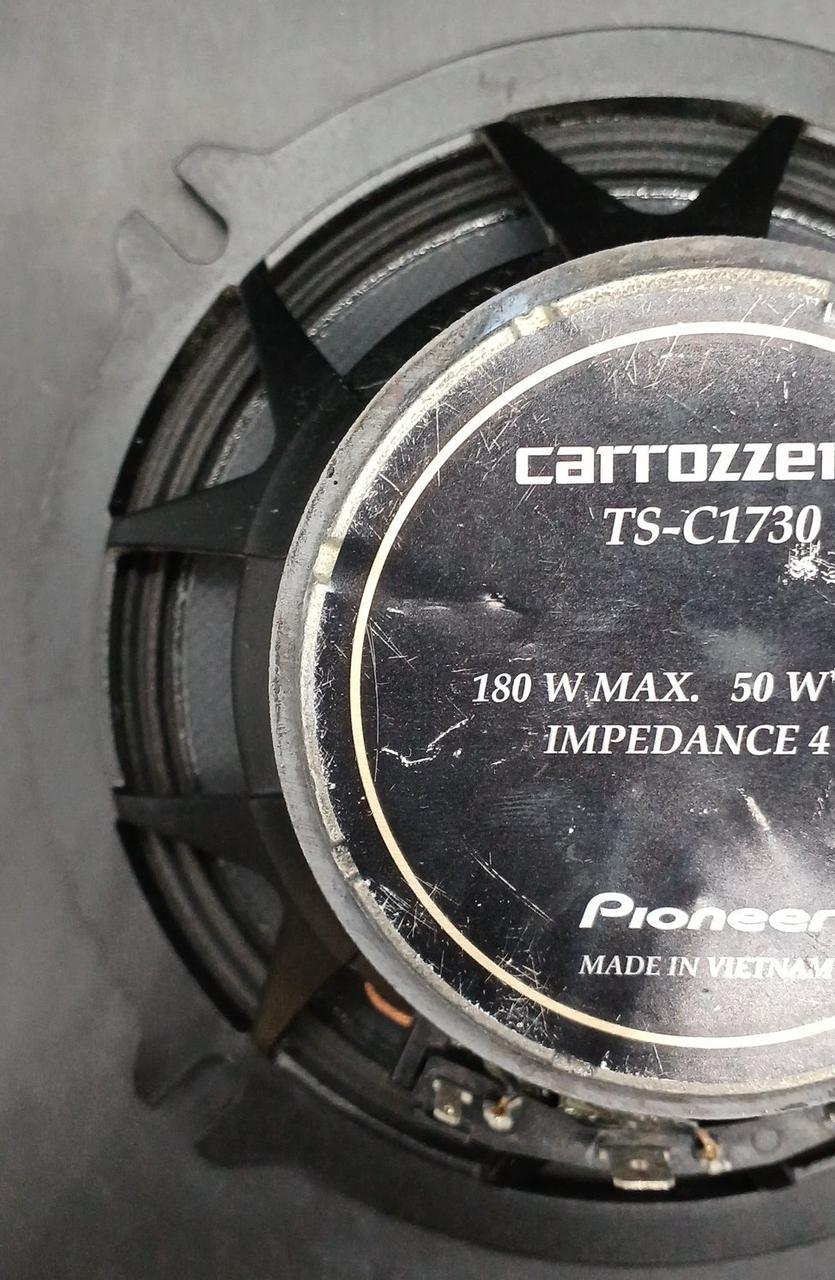 carrozzer
TS-C1730
180 W MAX. 50 W
IMPEDANCE 4
Pioneer
MADE IN VIETNAM